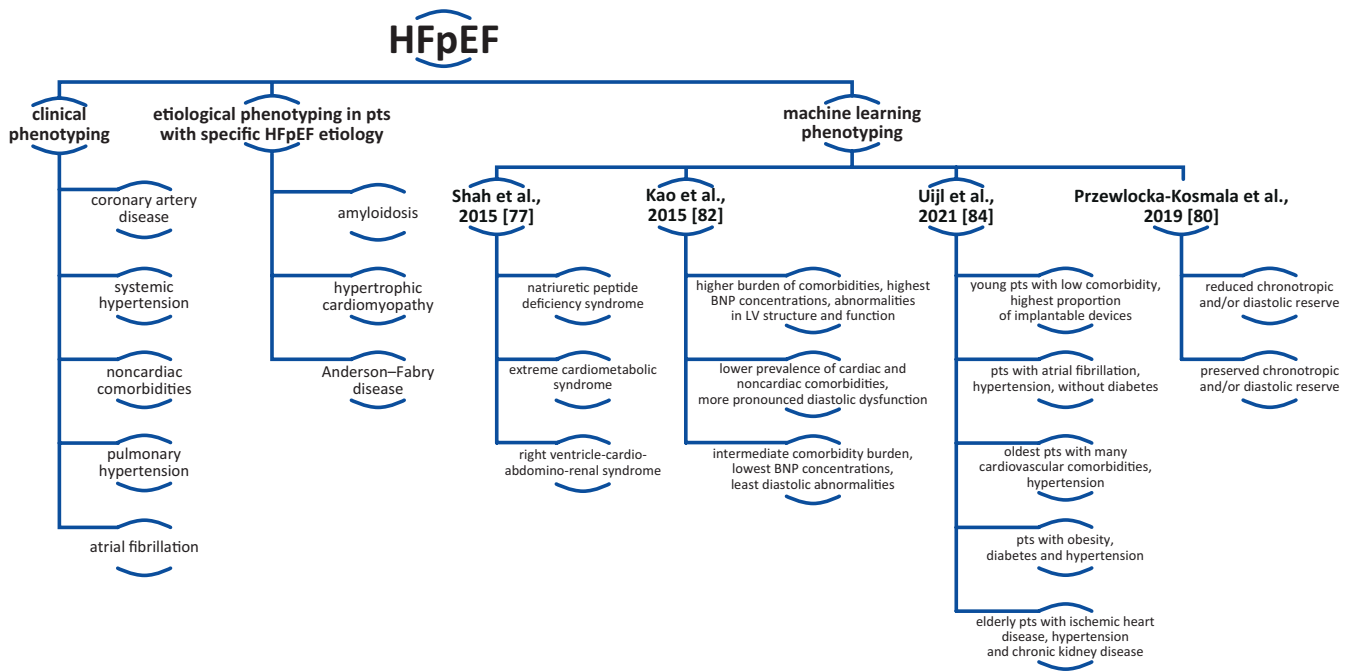 HFpEF
clinical
phenotyping
coronary artery
disease
systemic
hypertension
noncardiac
comorbidities
pulmonary
hypertension
atrial fibrillation
etiological phenotyping in pts
with specific HFpEF etiology
amyloidosis
hypertrophic
cardiomyopathy
Anderson–Fabry
disease
machine learning
phenotyping
Shah et al.,
2015 [77]
natriuretic peptide
deficiency syndrome
extreme cardiometabolic
syndrome
right ventricle-cardio-
abdomino-renal syndrome
Kao et al.,
2015 [82]
higher burden of comorbidities, highest
BNP concentrations, abnormalities
in LV structure and function
lower prevalence of cardiac and
noncardiac comorbidities,
more pronounced diastolic dysfunction
intermediate comorbidity burden,
lowest BNP concentrations,
least diastolic abnormalities
Uijl et al.,
2021 [84]
young pts with low comorbidity,
highest proportion
of implantable devices
pts with atrial fibrillation,
hypertension, without diabetes
oldest pts with many
cardiovascular comorbidities,
hypertension
pts with obesity,
diabetes and hypertension
elderly pts with ischemic heart
disease, hypertension
and chronic kidney disease
Przewlocka-Kosmala et al.,
2019 [80]
reduced chronotropic
and/or diastolic reserve
preserved chronotropic
and/or diastolic reserve